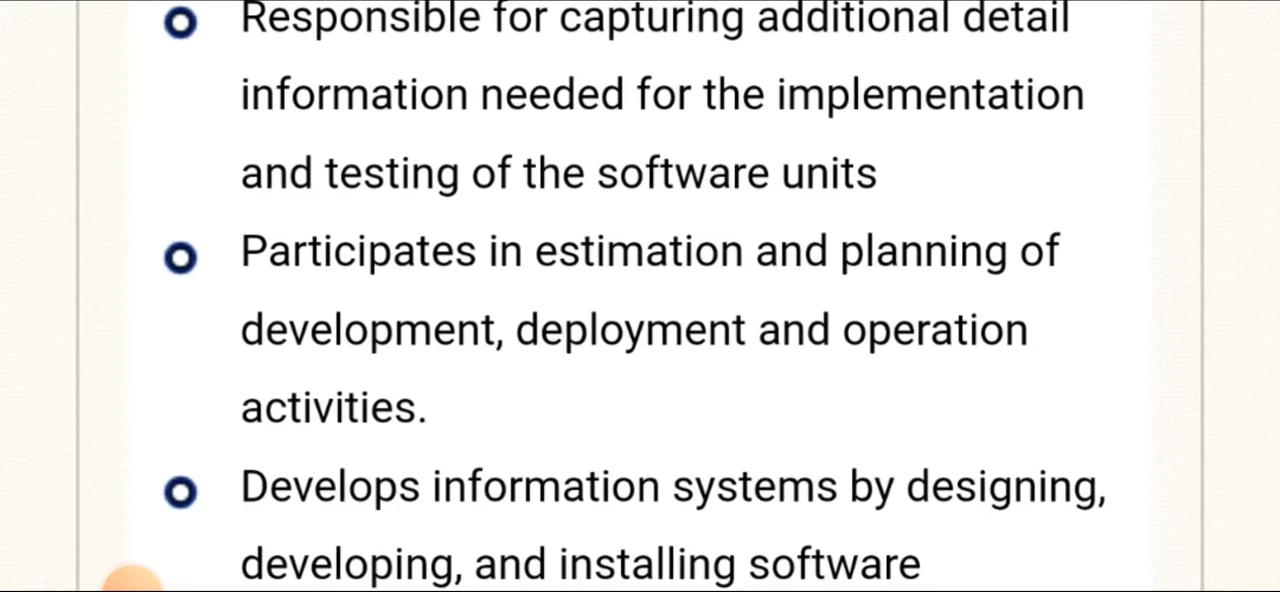 Responsible for capturing additional detail
information needed for the implementation
and testing of the software units
Participates in estimation and planning of
development, deployment and operation
activities.
Develops information systems by designing,
developing, and installing software